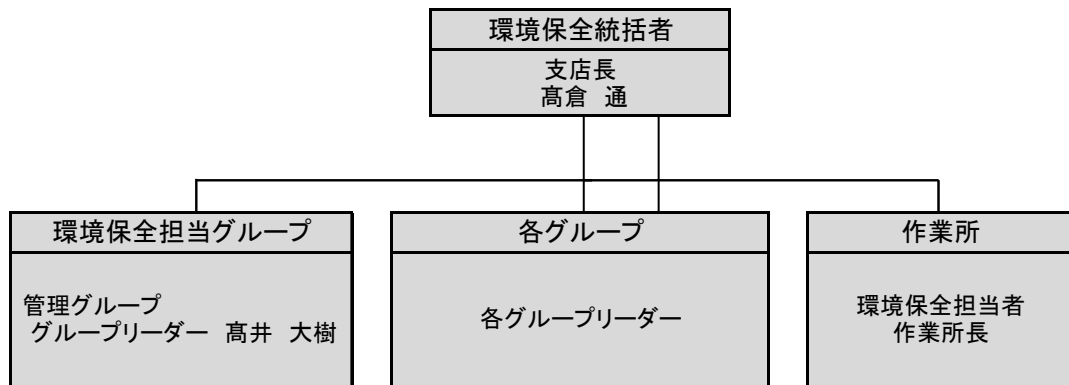 環境保全統括者
支店長
髙倉　通
環境保全担当グループ
管理グループ
グループリーダー　髙井　大樹
各グループ
各グループリーダー
作業所
環境保全担当者
作業所長